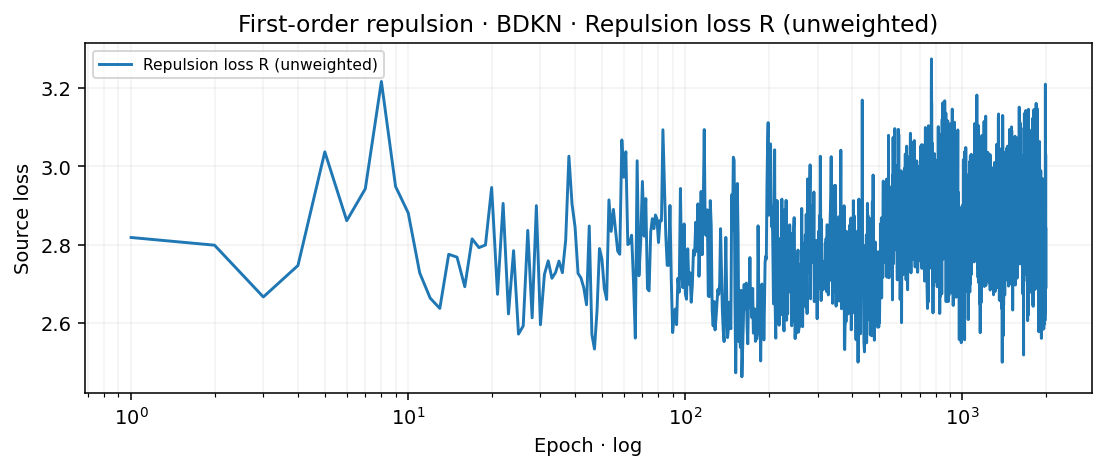 First-order repulsion · BDKN · Repulsion loss R (unweighted)
Repulsion loss R (unweighted)
Source loss
3.2
3.0
2.8
2.6
10⁰
10¹
10²
10³
Epoch · log